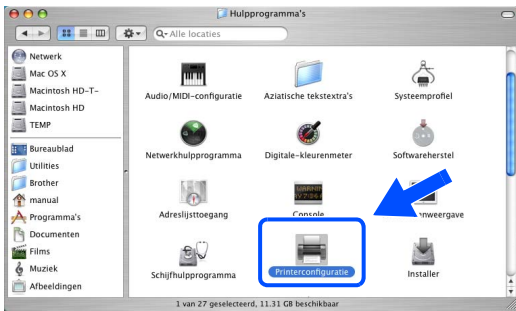 Hulpprogramma's
Alle locaties
Netwerk
Mac OS X
Macintosh HD-T-
Macintosh HD
TEMP
Bureaublad
Utilities
Brother
manual
Programma's
Documenten
Films
Muziek
Afbeeldingen
Audio/MIDI-configuratie
Aziatische tekstextra's
Systeemprofiel
Netwerkhulpprogramma
Digitale-kleurenmeter
Softwareherstel
Adreslijsttoegang
Console
enweergave
Schijfhulpprogramma
Printerconfiguratie
Installer
1 van 27 geselecteerd, 11.31 GB beschikbaar